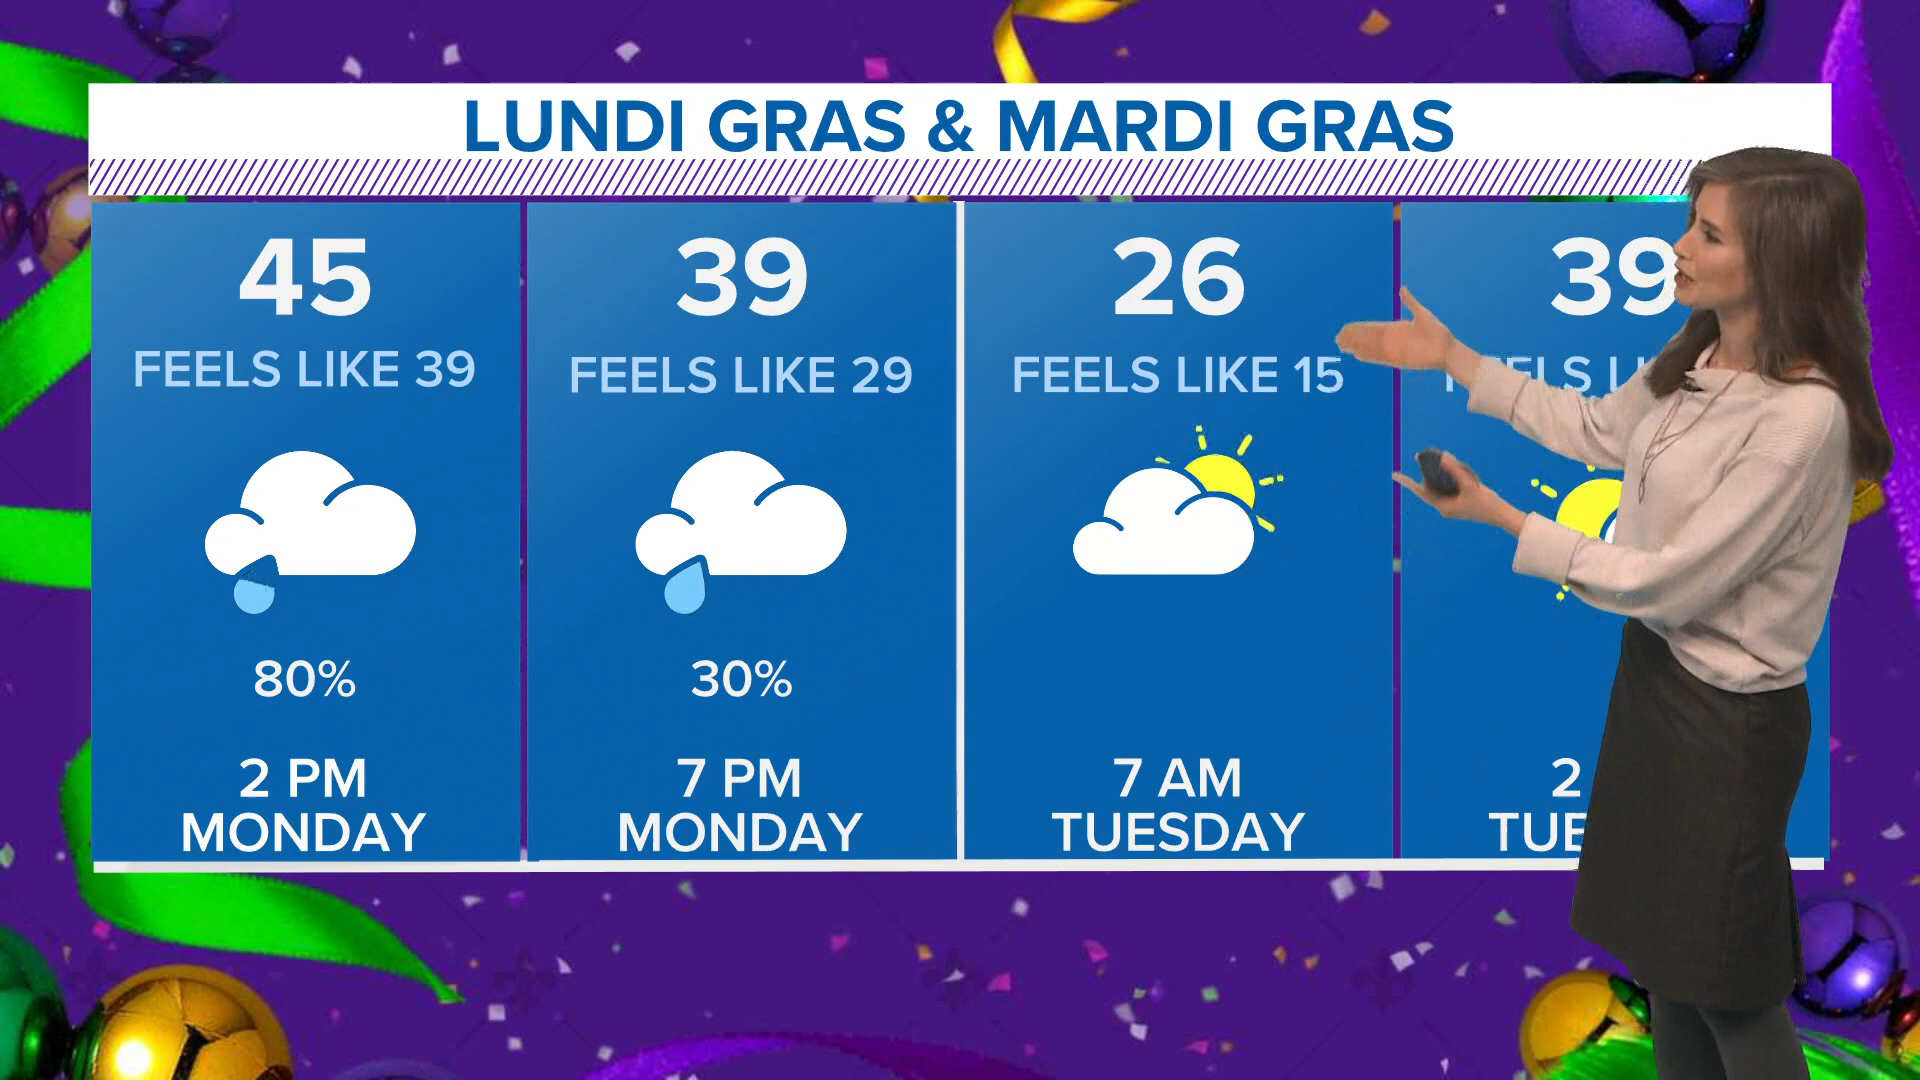 LUNDI GRAS & MARDI GRAS
45
FEELS LIKE 39
80%
2 PM
MONDAY
39
FEELS LIKE 29
30%
7 PM
MONDAY
26
FEELS LIKE 15
7 AM
TUESDAY
39
2